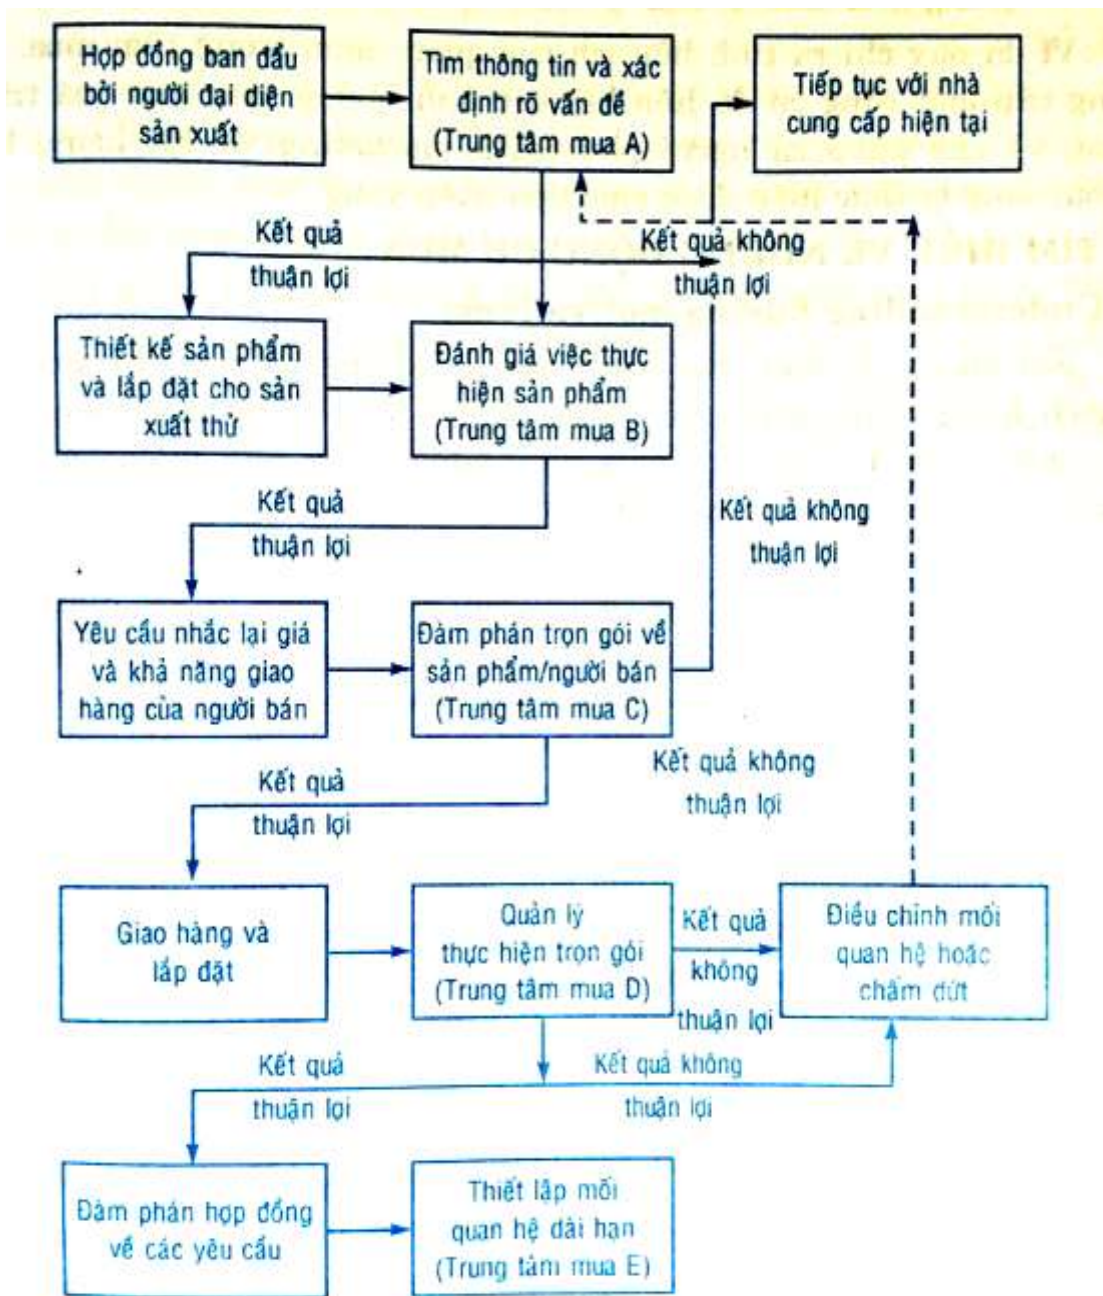 Hợp đồng ban đầu
bởi người đại diện
sản xuất
Tìm thông tin và xác
định rõ vấn đề
(Trung tâm mua A)
Tiếp tục với nhà
cung cấp hiện tại
Kết quả
thuận lợi
Kết quả không
thuận lợi
Thiết kế sản phẩm
và lắp đặt cho sản
xuất thử
Đánh giá việc thực
hiện sản phẩm
(Trung tâm mua B)
Kết quả
thuận lợi
Kết quả không
thuận lợi
Yêu cầu nhắc lại giá
và khả năng giao
hàng của người bán
Đàm phán trọn gói về
sản phẩm/người bán
(Trung tâm mua C)
Kết quả
thuận lợi
Kết quả không
thuận lợi
Giao hàng và
lắp đặt
Quản lý
thực hiện trọn gói
(Trung tâm mua D)
Kết quả
không
thuận lợi
Điều chỉnh mối
quan hệ hoặc
chấm dứt
Kết quả
thuận lợi
Kết quả không
thuận lợi
Đàm phán hợp đồng
về các yêu cầu
Thiết lập mối
quan hệ dài hạn
(Trung tâm mua E)